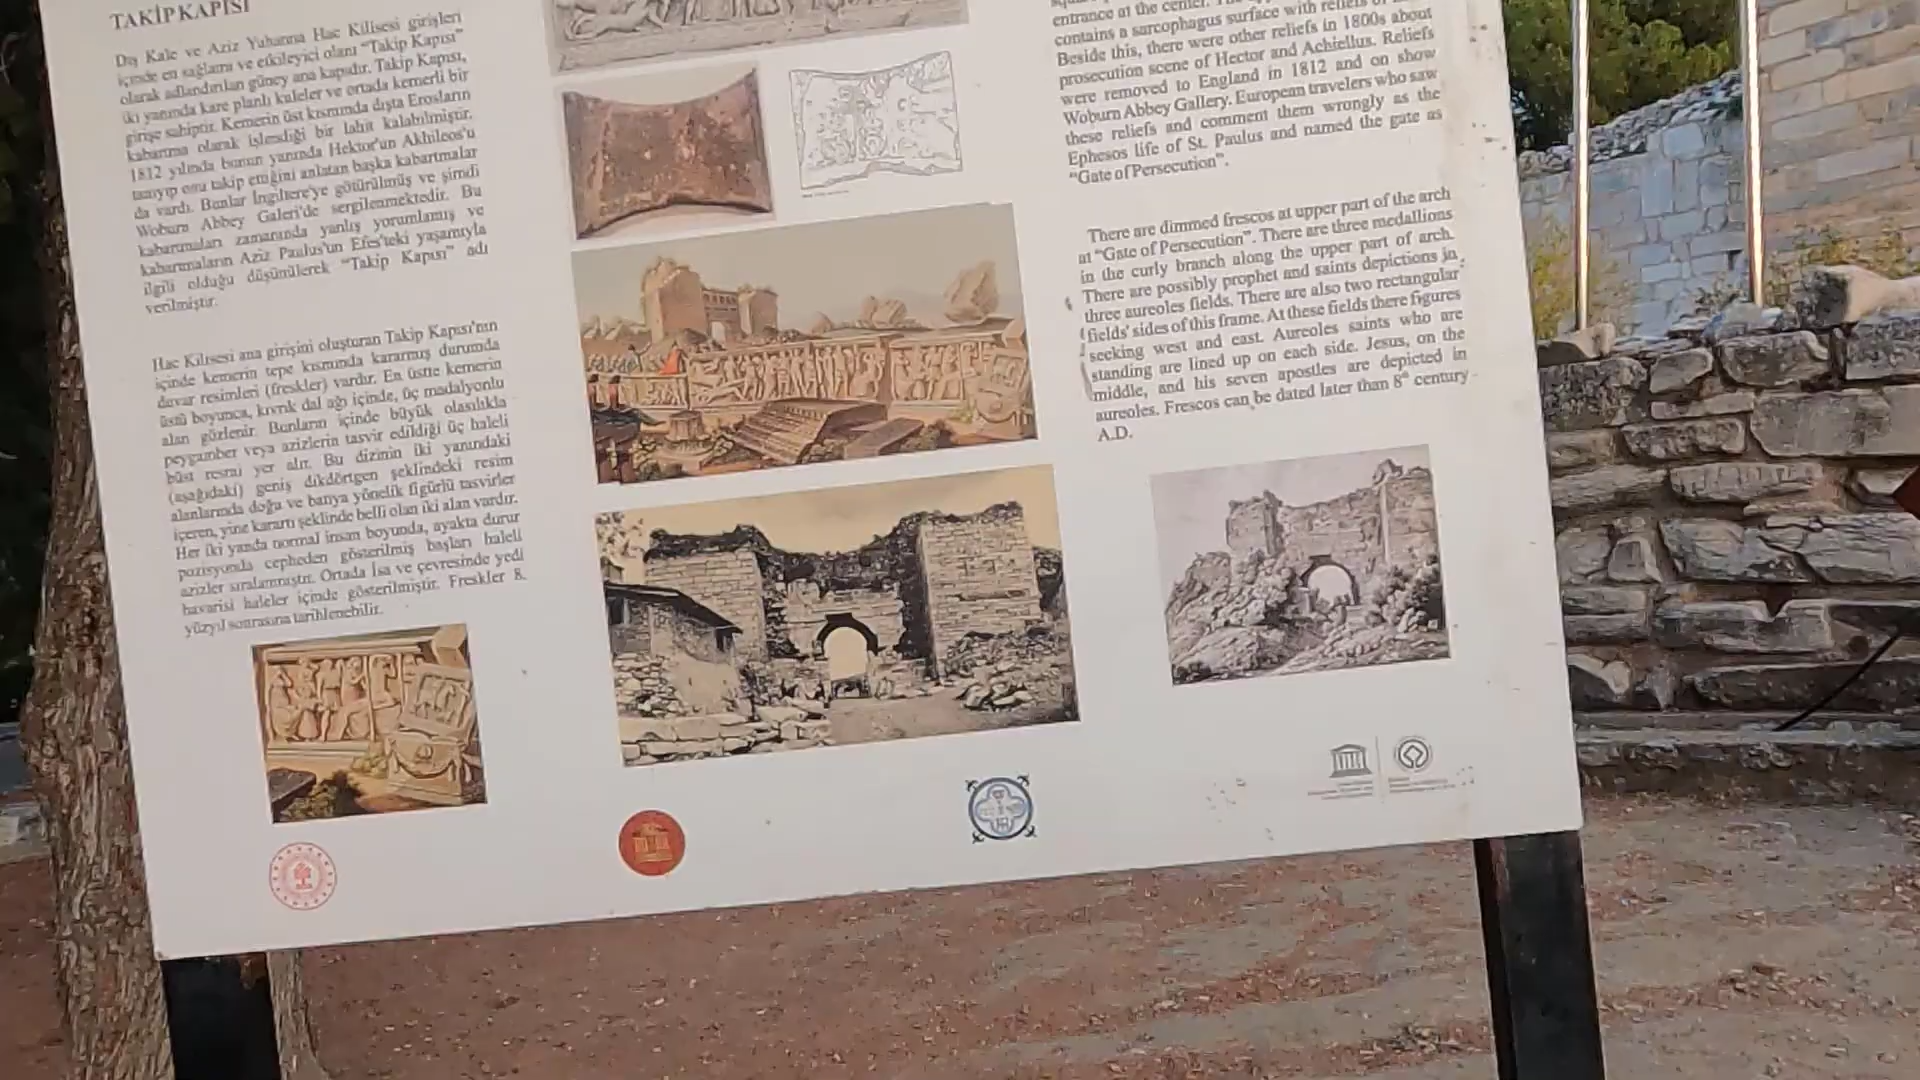 TAKİP KAPISI
Dış Kale ve Aziz Yuhanna Haç Kilisesi girişleri
içinde en sağlamı ve etkileyici olanı "Takip Kapısı"
olarak adlandırılan güney ana kapıdır. Takip Kapısı,
iki yanında kare planlı kuleler ve ortada kemerli bir
girişe sahiptir. Kemerin üst kısmında dışta Erosların
kabartma olarak işlendiği bir lahit kalabilmiştir.
1812 yılında bunun yanında Hektor'un Akhileos'u
tanıyıp onu takip ettiğini anlatan başka kabartmalar
da vardı. Bunlar İngiltere'ye götürülmüş ve şimdi
Woburn Abbey Galeri'de sergilenmektedir. Bu
kabartmaları zamanında yanlış yorumlamış ve
kabartmaların Aziz Paulus'un Efes'teki yaşamıyla
ilgili olduğu düşünülerek "Takip Kapısı" adı
verilmiştir.
Haç Kilisesi ana girişini oluşturan Takip Kapısı'nın
içinde kemerin tepe kısmında kararmış durumda
duvar resimleri (freskler) vardır. En üstte kemerin
üstü boyunca, kıvrık dal ağı içinde, üç madalyonlu
alan gözlenir. Bunların içinde büyük olasılıkla
peygamber veya azizlerin tasvir edildiği üç haleli
büst resmi yer alır. Bu dizinin iki yanındaki
(aşağıdaki) geniş dikdörtgen şeklindeki resim
alanlarında doğu ve batıya yönelik figürlü tasvirler
içeren, yine karartı şeklinde belli olan iki alan vardır.
Her iki yanda normal insan boyunda, ayakta durur
pozisyonda cepheden gösterilmiş başları haleli
azizler sıralanmıştır. Ortada İsa ve çevresinde yedi
havarisi haleler içinde gösterilmiştir. Freskler 8.
yüzyıl sonrasına tarihlenebilir.
entrance at the center. The
contains a sarcophagus surface with reliefs of
Beside this, there were other reliefs in 1800s about
prosecution scene of Hector and Achiellus. Reliefs
were removed to England in 1812 and on show
Woburn Abbey Gallery. European travelers who saw
these reliefs and comment them wrongly as the
Ephesos life of St. Paulus and named the gate as
"Gate of Persecution".
There are dimmed frescos at upper part of the arch
at "Gate of Persecution". There are three medallions
in the curly branch along the upper part of arch.
There are possibly prophet and saints depictions in
three aureoles fields. There are also two rectangular
fields' sides of this frame. At these fields there figures
seeking west and east. Aureoles saints who are
standing are lined up on each side. Jesus, on the
middle, and his seven apostles are depicted in
aureoles. Frescos can be dated later than 8th century
A.D.